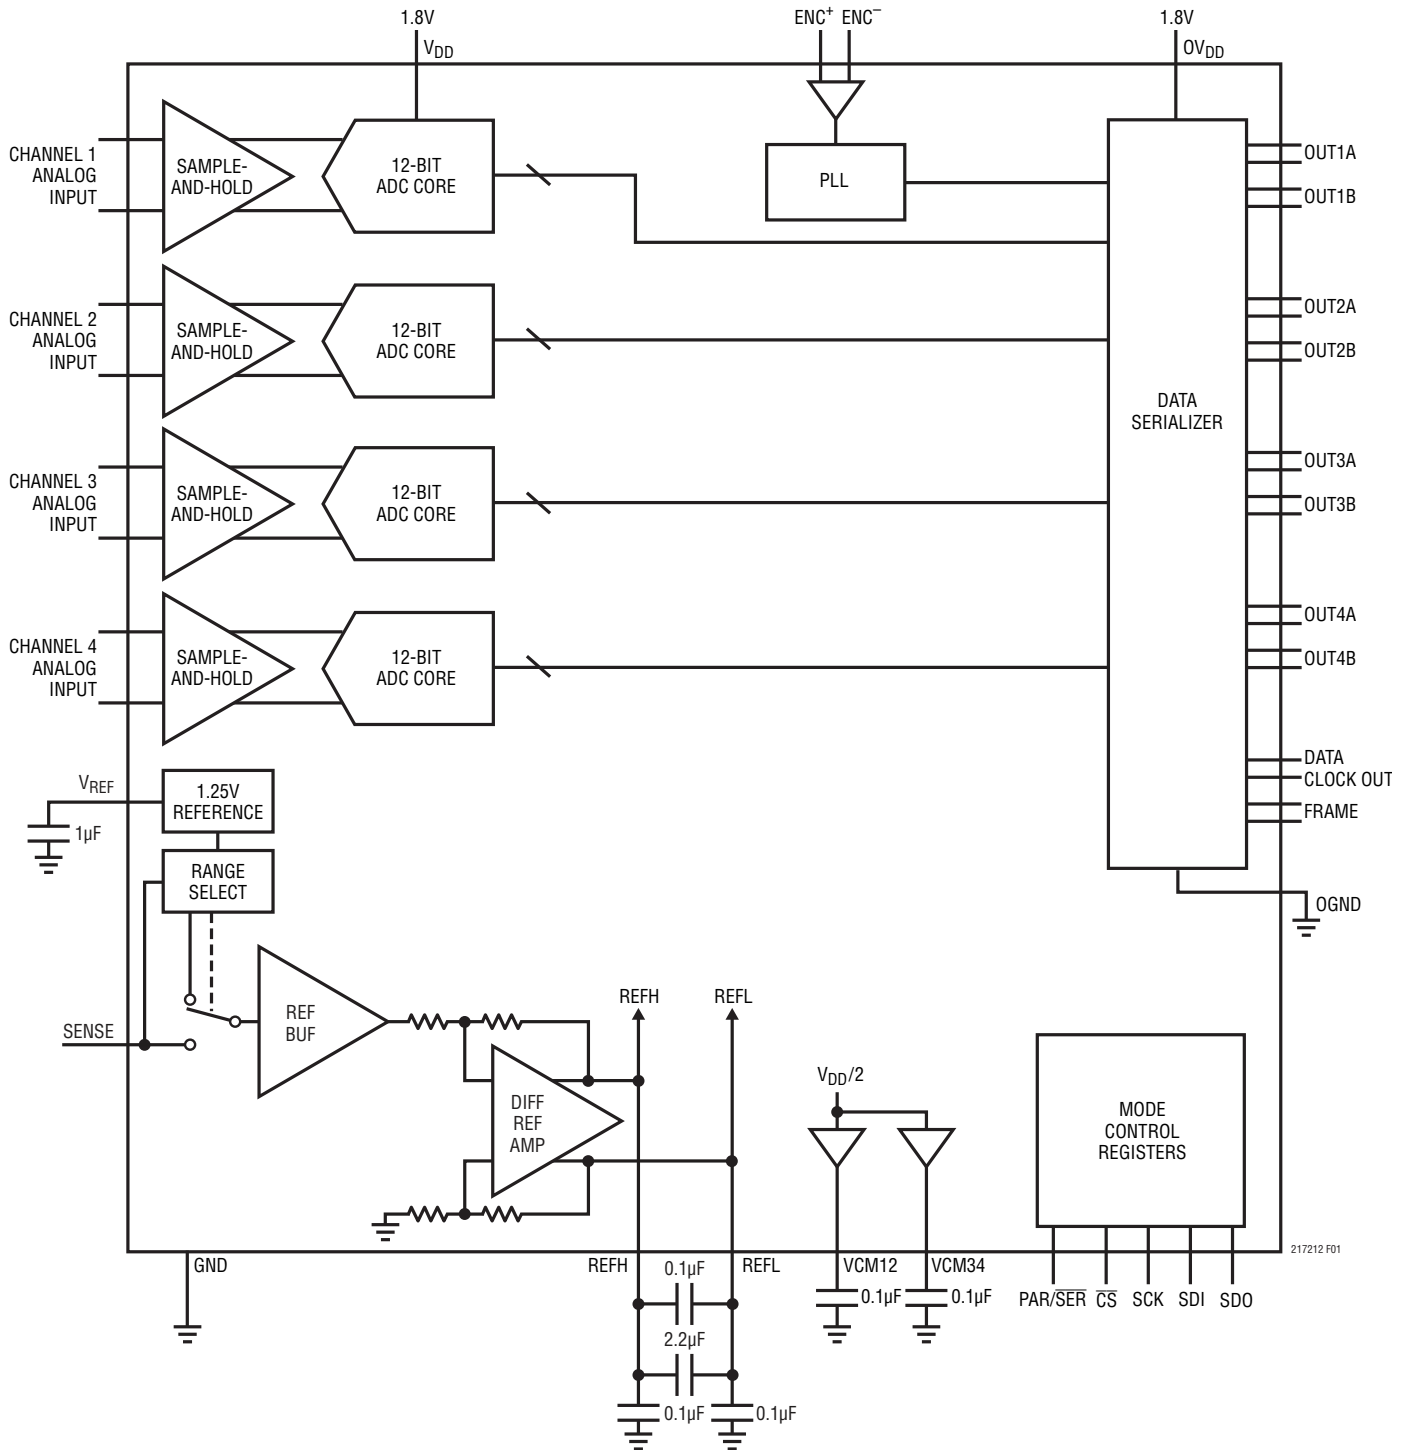 1.8V
ENC+ ENC–
1.8V
VDD
OVDD
CHANNEL 1
ANALOG
INPUT
SAMPLE-
AND-HOLD
12-BIT
ADC CORE
PLL
OUT1A
OUT1B
CHANNEL 2
ANALOG
INPUT
SAMPLE-
AND-HOLD
12-BIT
ADC CORE
OUT2A
OUT2B
DATA
SERIALIZER
CHANNEL 3
ANALOG
INPUT
SAMPLE-
AND-HOLD
12-BIT
ADC CORE
OUT3A
OUT3B
CHANNEL 4
ANALOG
INPUT
SAMPLE-
AND-HOLD
12-BIT
ADC CORE
OUT4A
OUT4B
VREF
1µF
1.25V
REFERENCE
DATA
CLOCK OUT
FRAME
RANGE
SELECT
OGND
SENSE
REF
BUF
REFH
REFL
DIFF
REF
AMP
VDD/2
MODE
CONTROL
REGISTERS
217212 F01
GND
REFH
0.1µF
REFL
VCM12
VCM34
0.1µF
0.1µF
PAR/SER
CS
SCK
SDI
SDO
2.2µF
0.1µF
0.1µF